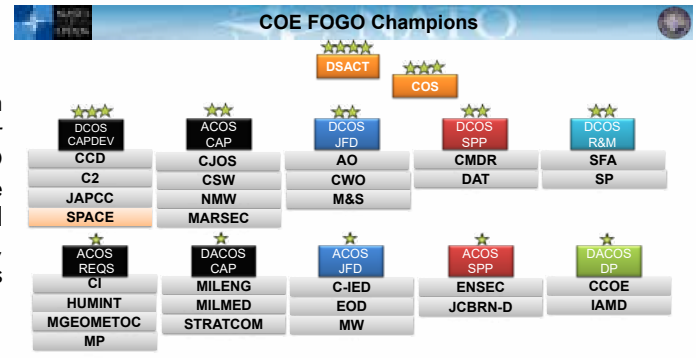 COE FOGO Champions
DSACT
COS
DCOS
CAPDEV
CCD
C2
JAPCC
SPACE
ACOS
CAP
CJOS
CSW
NMW
MARSEC
DCOS
JFD
AO
CWO
M&S
DCOS
SPP
CMDR
DAT
DCOS
R&M
SFA
SP
ACOS
REQS
CI
HUMINT
MGEOMETOC
MP
DACOS
CAP
MILENG
MILMED
STRATCOM
ACOS
JFD
C-IED
EOD
MW
ACOS
SPP
ENSEC
JCBRN-D
DACOS
DP
CCOE
IAMD